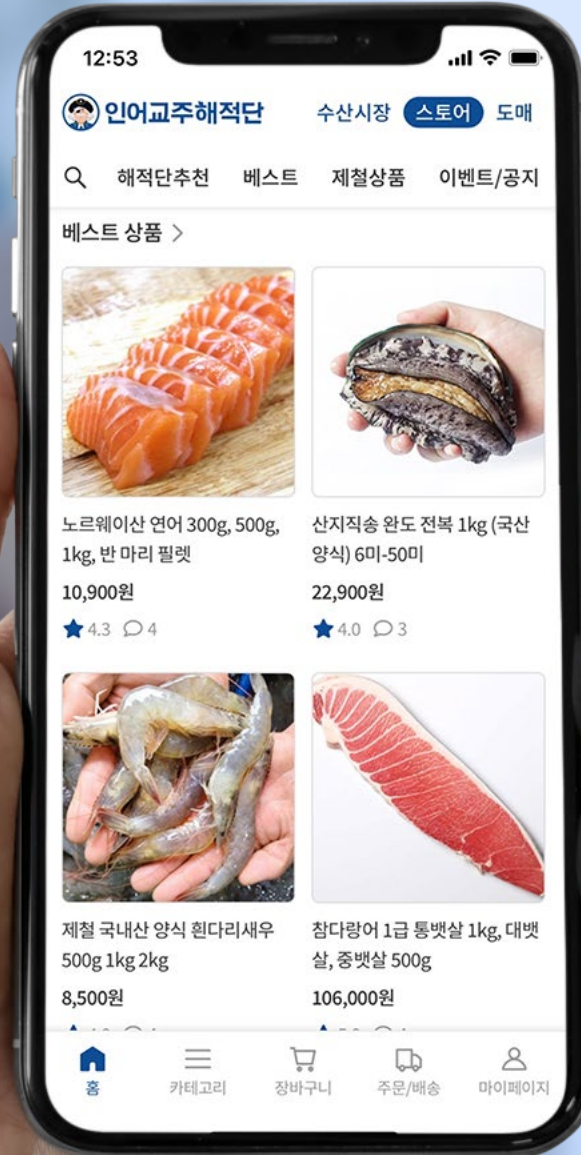 12:53
인어교주해적단 수산시장 스토어 도매
해적단추천 베스트 제철상품 이벤트/공지
베스트 상품
노르웨이산 연어 300g, 500g,
1kg, 반 마리 필렛
10,900원
4.3 4
산지직송 완도 전복 1kg (국산
양식) 6미-50미
22,900원
4.0 3
제철 국내산 양식 흰다리새우
500g 1kg 2kg
8,500원
참다랑어 1급 통뱃살 1kg, 대뱃
살, 중뱃살 500g
106,000원
홈 카테고리 장바구니 주문/배송 마이페이지